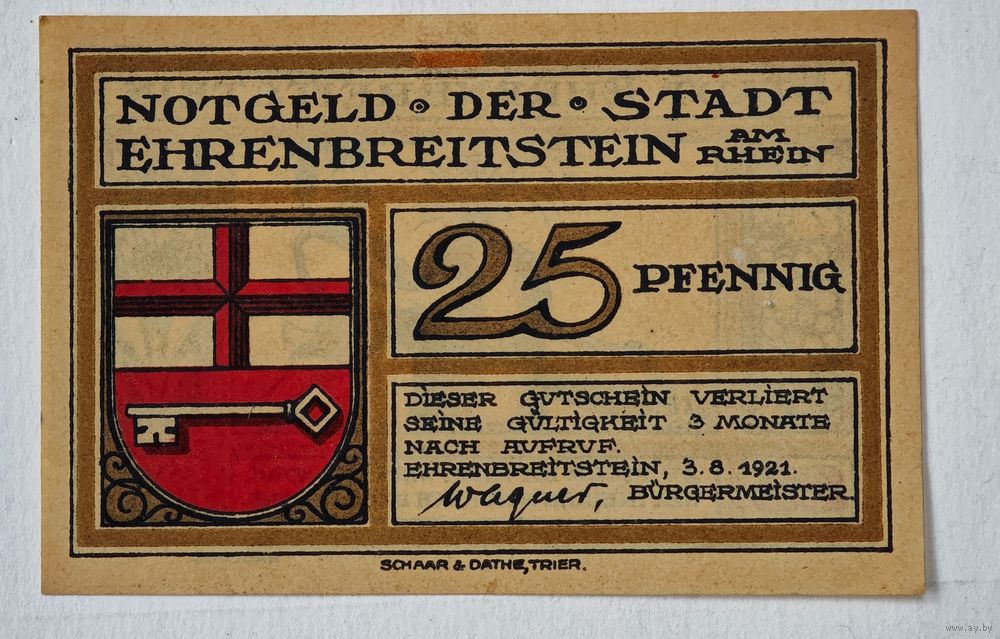 NOTGELD • DER • STADT
EHRENBREITSTEIN AM RHEIN
25 PFENNIG
DIESER GUTSCHEIN VERLIERT
SEINE GÜLTIGKEIT 3 MONATE
NACH AUFRUF.
EHRENBREITSTEIN, 3.8.1921.
Wagner, BÜRGERMEISTER.
SCHAAR & DATHE, TRIER.
www.ay.by